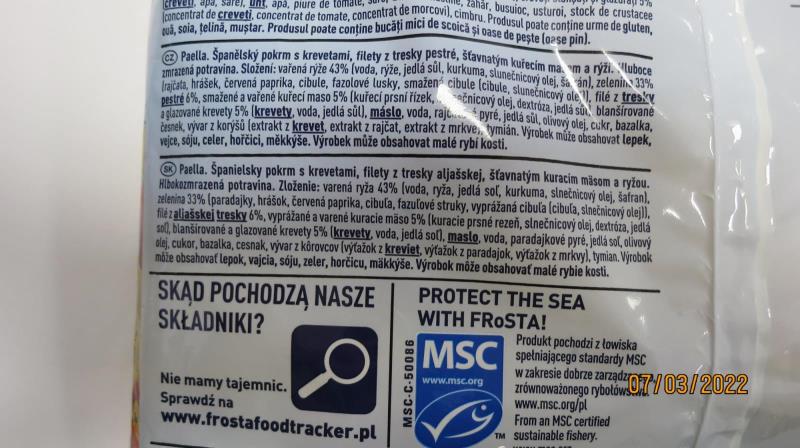 creveți, apă, sare), unt, apă, piure de tomate, zahăr, busuioc, usturoi, stock de crustacee
(concentrat de creveti, concentrat de tomate, concentrat de morcovi), cimbru. Produsul poate conține urme de gluten,
ouă, soia, țelină, muștar. Produsul poate conține bucăți mici de scoică și oase de pește (oase pin).
CZ Paella. Španělský pokrm s krevetami, filety z tresky pestré, šťavnatým kuřecím masem a rýží. Hluboce
zmrazená potravina. Složení: vařená rýže 43% (voda, rýže, jedlá sůl, kurkuma, slunečnicový olej, šafrán), zelenina 33%
(rajčata, hrášek, červená paprika, cibule, fazolové lusky, smažená cibule (cibule, slunečnicový olej)), filé z tresky
pestré 6%, smažené a vařené kuřecí maso 5% (kuřecí prsní řízek, slunečnicový olej, dextróza, jedlá sůl), blanšírované
a glazované krevety 5% (krevety, voda, jedlá sůl), máslo, voda, rajčatové pyré, jedlá sůl, olivový olej, cukr, bazalka,
česnek, vývar z korýšů (extrakt z krevet, extrakt z rajčat, extrakt z mrkve), tymián. Výrobek může obsahovat lepek,
vejce, sóju, celer, hořčici, měkkýše. Výrobek může obsahovat malé rybí kosti.
SK Paella. Španielsky pokrm s krevetami, filety z tresky aljašskej, šťavnatým kuracím mäsom a ryžou.
Hlbokozmrazená potravina. Zloženie: varená ryža 43% (voda, ryža, jedlá soľ, kurkuma, slnečnicový olej, šafran),
zelenina 33% (paradajky, hrášok, červená paprika, cibuľa, fazuľové struky, vyprážaná cibuľa (cibuľa, slnečnicový olej)),
filé z aljašskej tresky 6%, vyprážané a varené kuracie mäso 5% (kuracie prsné rezeň, slnečnicový olej, dextróza, jedlá
soľ), blanšírované a glazované krevety 5% (krevety, voda, jedlá soľ), maslo, voda, paradajkové pyré, jedlá soľ, olivový
olej, cukor, bazalka, cesnak, vývar z kôrovcov (výťažok z kreviet, výťažok z paradajok, výťažok z mrkvy), tymian. Výrobok
môže obsahovať lepok, vajcia, sóju, zeler, horčicu, mäkkýše. Výrobok môže obsahovať malé rybie kosti.
SKĄD POCHODZĄ NASZE
SKŁADNIKI?
Nie mamy tajemnic.
Sprawdź na
www.frostafoodtracker.pl
PROTECT THE SEA
WITH FRoSTA!
MSC-C-50086
MSC
www.msc.org
TM
Produkt pochodzi z łowiska
spełniającego standardy MSC
w zakresie dobrze zarządzanego
zrównoważonego rybołówstwa.
www.msc.org/pl
From an MSC certified
sustainable fishery.
www.msc.org
07/03/2022